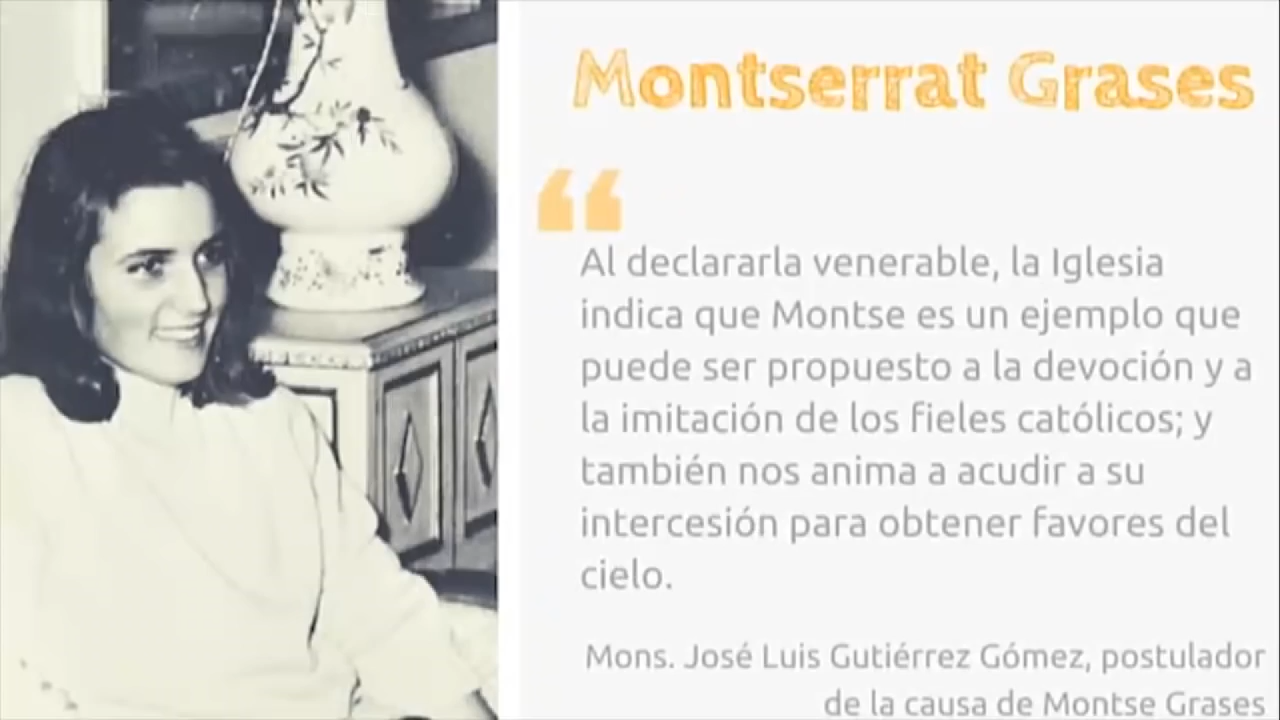 Montserrat Grases
“
Al declararla venerable, la Iglesia
indica que Montse es un ejemplo que
puede ser propuesto a la devoción y a
la imitación de los fieles católicos; y
también nos anima a acudir a su
intercesión para obtener favores del
cielo.
Mons. José Luis Gutiérrez Gómez, postulador
de la causa de Montse Grases